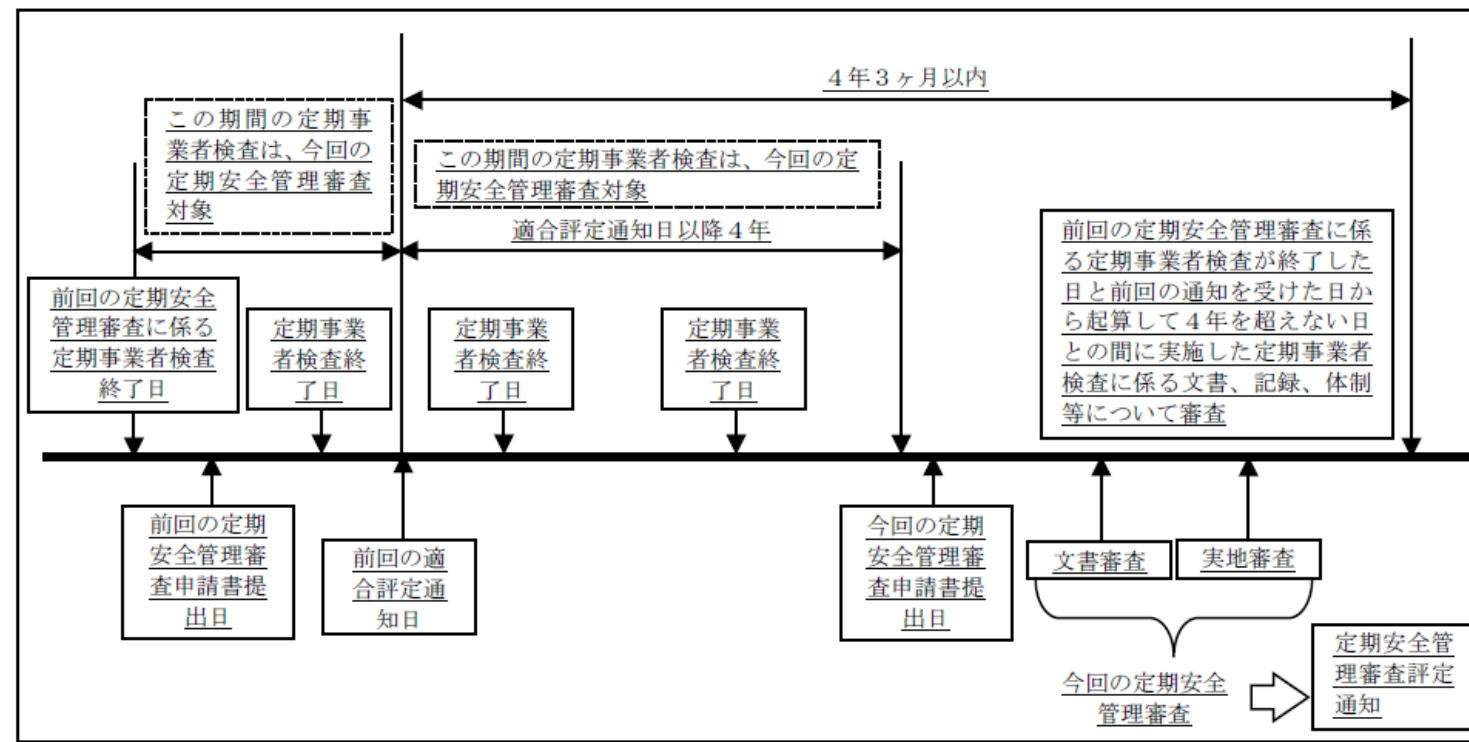 ４年３ヶ月以内
この期間の定期事
業者検査は、今回の
定期安全管理審査
対象
この期間の定期事業者検査は、今回の定
期安全管理審査対象
適合評定通知日以降４年
前回の定期安全管理審査に係
る定期事業者検査が終了した
日と前回の通知を受けた日か
ら起算して４年を超えない日
との間に実施した定期事業者
検査に係る文書、記録、体制
等について審査
前回の定期安全
管理審査に係る
定期事業者検査
終了日
定期事業
者検査終
了日
定期事業
者検査終
了日
定期事業
者検査終
了日
前回の定期
安全管理審
査申請書提
出日
前回の適
合評定通
知日
今回の定期
安全管理審
査申請書提
出日
文書審査
実地審査
今回の定期安全
管理審査
定期安全管
理審査評定
通知